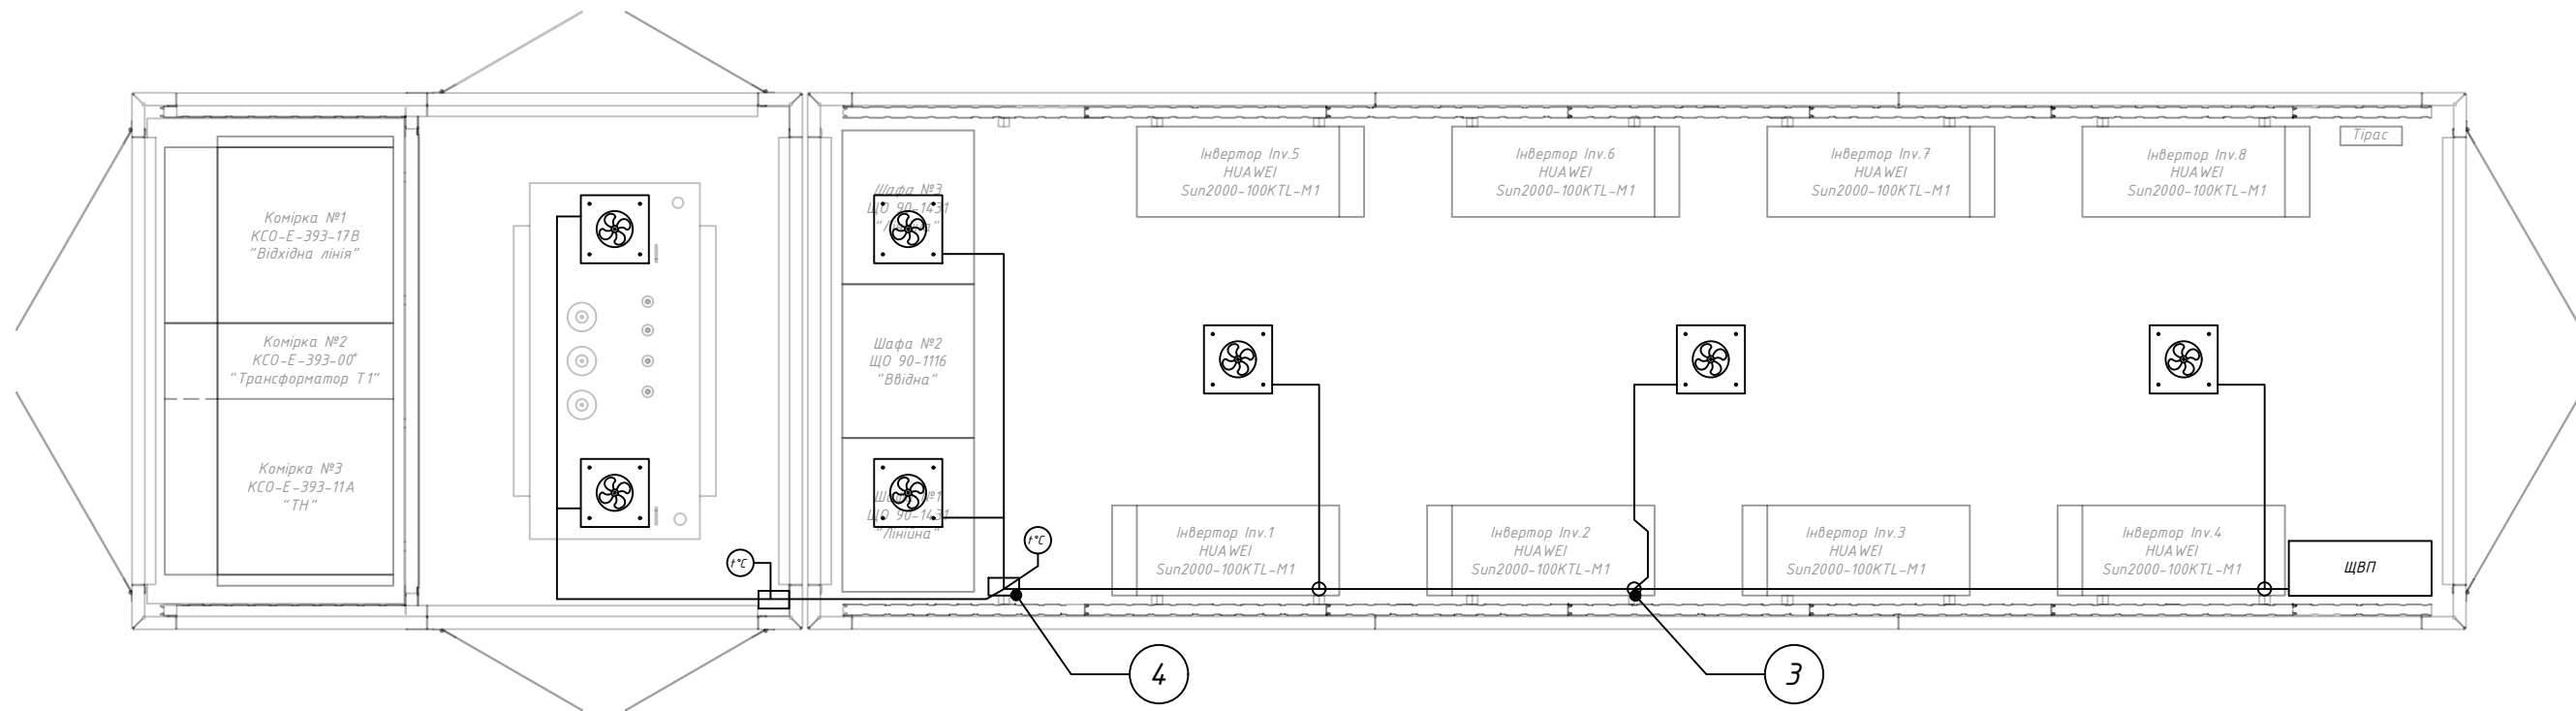 Комірка №1
КСО-Е-393-17В
"Відхідна лінія"
Комірка №2
КСО-Е-393-00*
"Трансформатор Т1"
Комірка №3
КСО-Е-393-11А
"ТН"
Шафа №3
ЩО 90-1431
Шафа №2
ЩО 90-1116
"Ввідна"
Шафа №1
ЩО 90-1431
"Лінійна"
Інвертор Inv.5
HUAWEI
Sun2000-100KTL-M1
Інвертор Inv.6
HUAWEI
Sun2000-100KTL-M1
Інвертор Inv.7
HUAWEI
Sun2000-100KTL-M1
Інвертор Inv.8
HUAWEI
Sun2000-100KTL-M1
Тірас
t°C
t°C
Інвертор Inv.1
HUAWEI
Sun2000-100KTL-M1
Інвертор Inv.2
HUAWEI
Sun2000-100KTL-M1
Інвертор Inv.3
HUAWEI
Sun2000-100KTL-M1
Інвертор Inv.4
HUAWEI
Sun2000-100KTL-M1
ЩВП
4
3